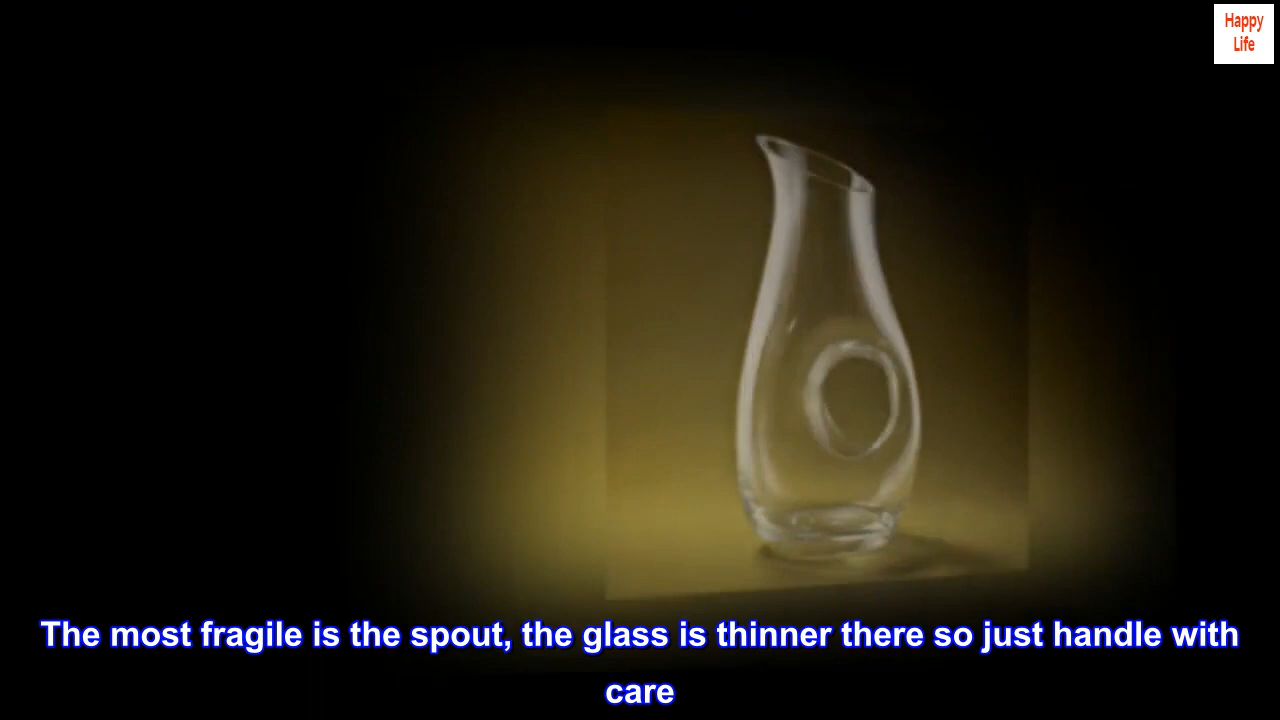 Happy
Life
The most fragile is the spout, the glass is thinner there so just handle with
care